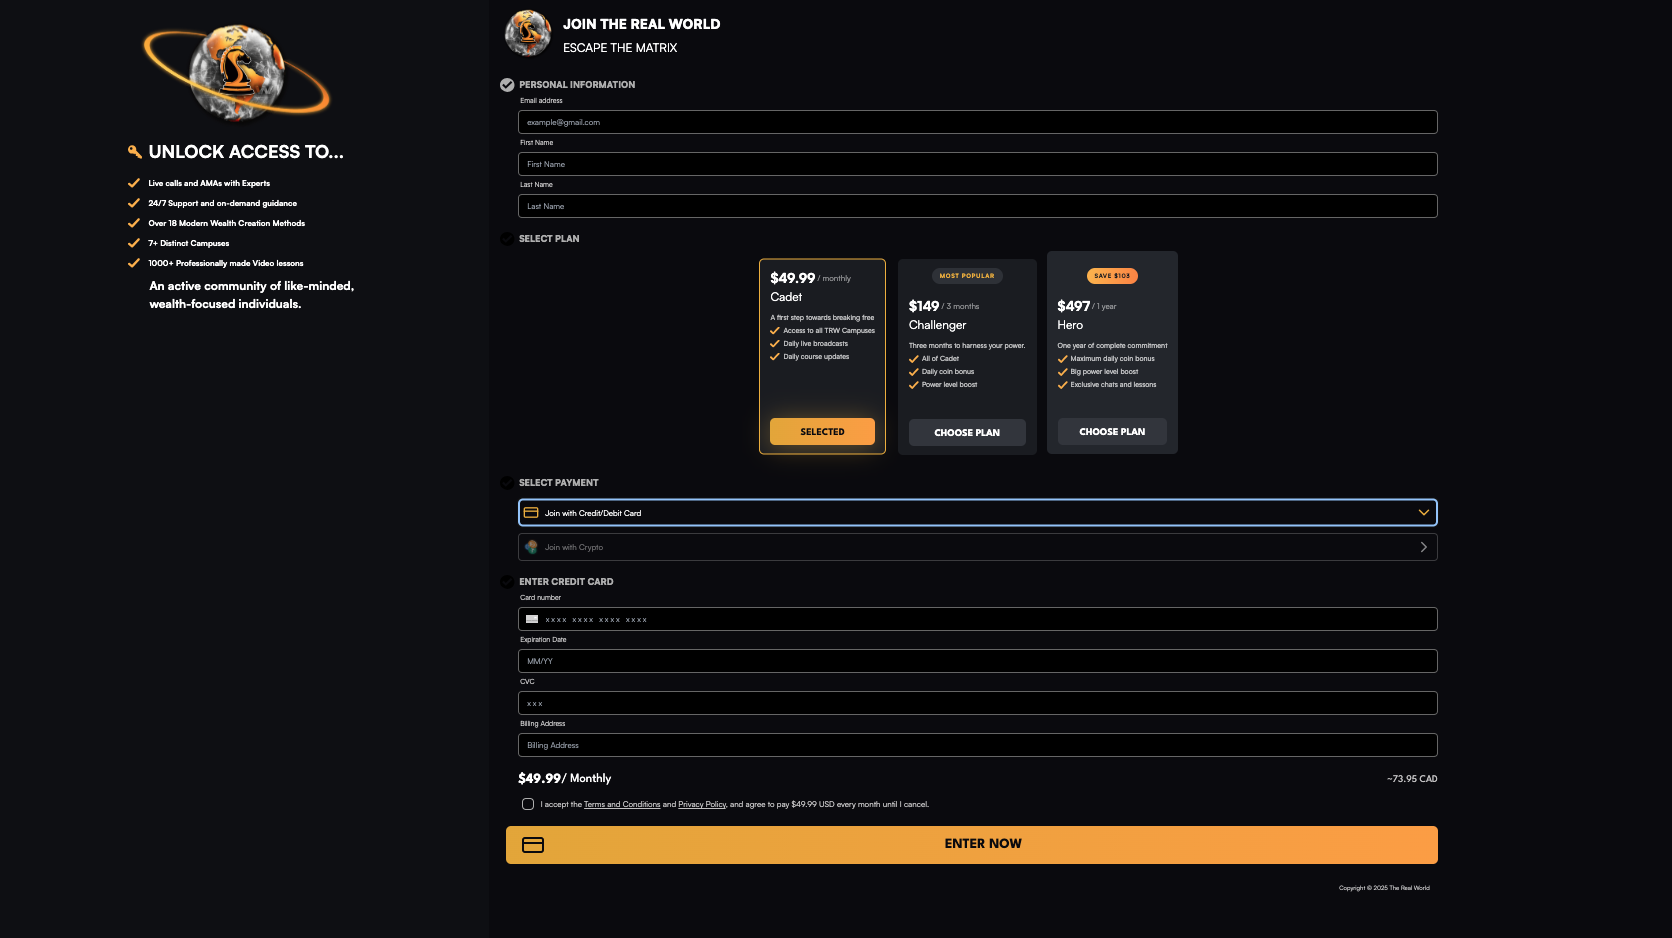 UNLOCK ACCESS TO...
Live calls and AMAs with Experts
24/7 Support and on-demand guidance
Over 18 Modern Wealth Creation Methods
7+ Distinct Campuses
1000+ Professionally made Video lessons
An active community of like-minded,
wealth-focused individuals.
JOIN THE REAL WORLD
ESCAPE THE MATRIX
PERSONAL INFORMATION
Email address
example@gmail.com
First Name
First Name
Last Name
Last Name
SELECT PLAN
$49.99 / monthly
Cadet
A first step towards breaking free
Access to all TRW Campuses
Daily live broadcasts
Daily course updates
SELECTED
MOST POPULAR
$149 / 3 months
Challenger
Three months to harness your power.
All of Cadet
Daily coin bonus
Power level boost
CHOOSE PLAN
SAVE $103
$497 / 1 year
Hero
One year of complete commitment
Maximum daily coin bonus
Big power level boost
Exclusive chats and lessons
CHOOSE PLAN
SELECT PAYMENT
Join with Credit/Debit Card
Join with Crypto
ENTER CREDIT CARD
Card number
xxxx xxxx xxxx xxxx
Expiration Date
MM/YY
CVC
xxx
Billing Address
Billing Address
$49.99/ Monthly
~73.95 CAD
I accept the Terms and Conditions and Privacy Policy, and agree to pay $49.99 USD every month until I cancel.
ENTER NOW
Copyright © 2025 The Real World